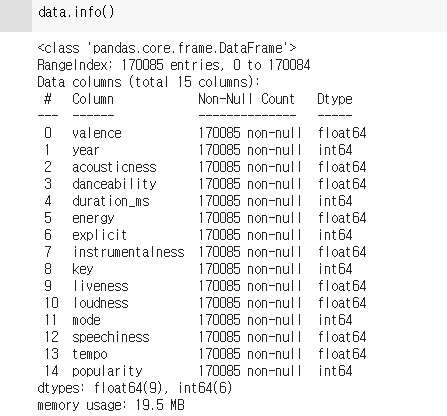 data.info()
<class 'pandas.core.frame.DataFrame'>
RangeIndex: 170085 entries, 0 to 170084
Data columns (total 15 columns):
 #   Column            Non-Null Count   Dtype
---  ------            --------------   -----
 0   valence           170085 non-null  float64
 1   year              170085 non-null  int64
 2   acousticness      170085 non-null  float64
 3   danceability      170085 non-null  float64
 4   duration_ms       170085 non-null  int64
 5   energy            170085 non-null  float64
 6   explicit          170085 non-null  int64
 7   instrumentalness  170085 non-null  float64
 8   key               170085 non-null  int64
 9   liveness          170085 non-null  float64
 10  loudness          170085 non-null  float64
 11  mode              170085 non-null  int64
 12  speechiness       170085 non-null  float64
 13  tempo             170085 non-null  float64
 14  popularity        170085 non-null  int64
dtypes: float64(9), int64(6)
memory usage: 19.5 MB